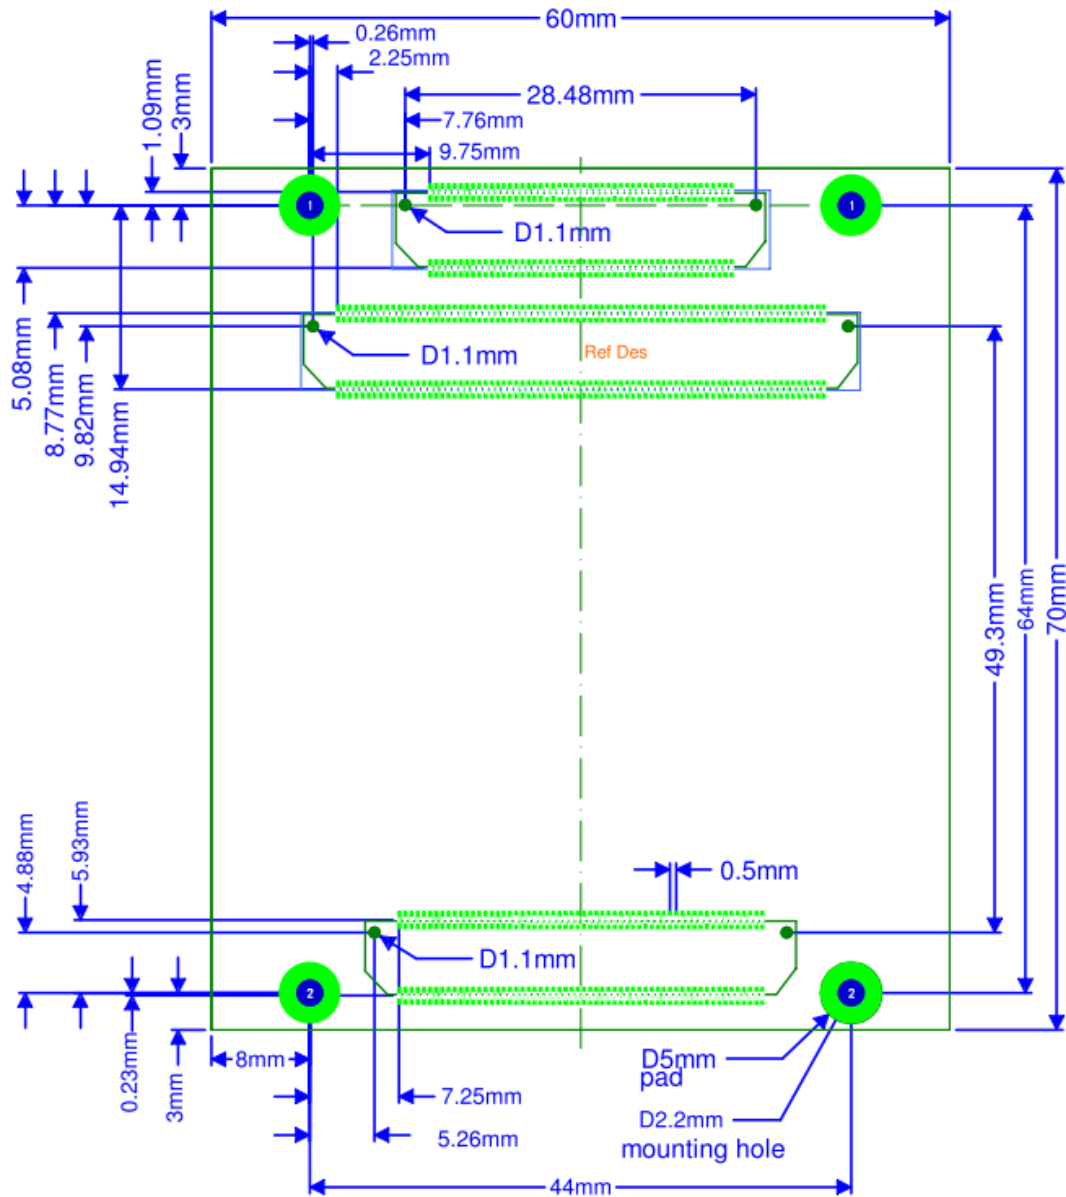 60mm
0.26mm
2.25mm
28.48mm
7.76mm
9.75mm
1.09mm
3mm
1
1
D1.1mm
D1.1mm
Ref Des
5.08mm
8.77mm
9.82mm
14.94mm
49.3mm
64mm
70mm
4.88mm
5.93mm
0.5mm
D1.1mm
2
2
0.23mm
3mm
8mm
7.25mm
5.26mm
D5mm
pad
D2.2mm
mounting hole
44mm